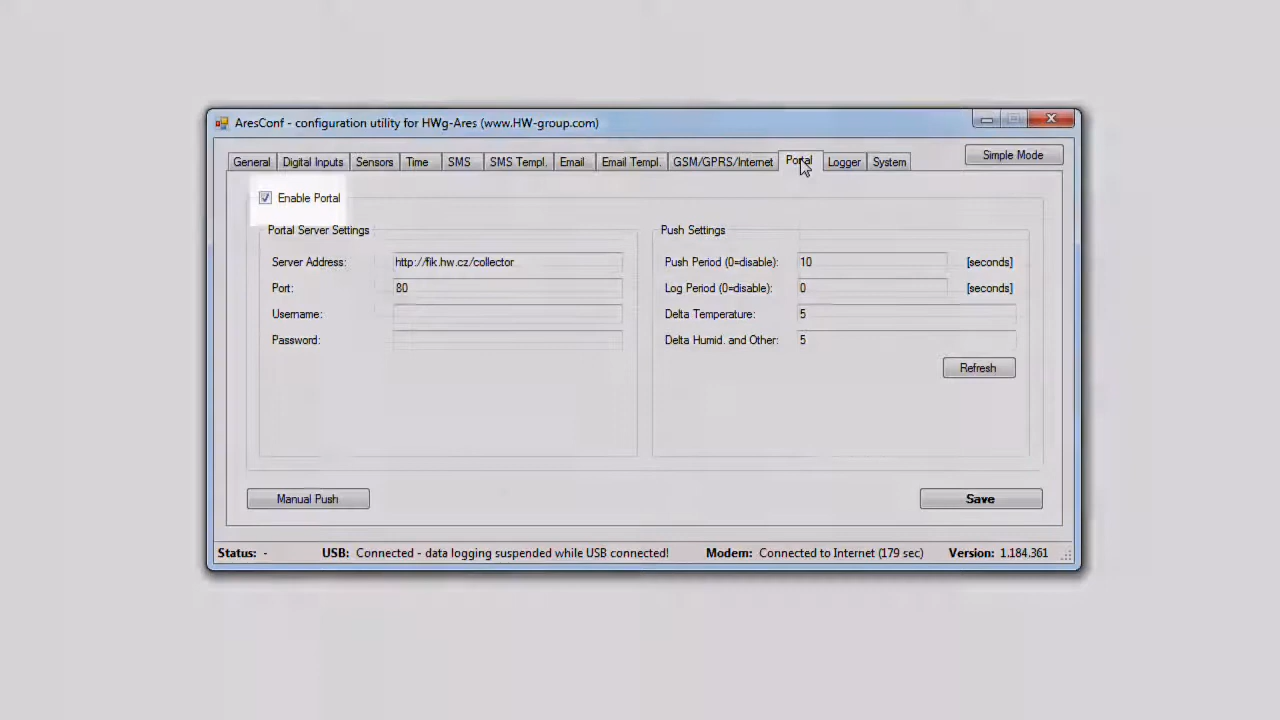 AresConf - configuration utility for HWg-Ares (www.HW-group.com)
General Digital Inputs Sensors Time SMS SMS Templ. Email Email Templ. GSM/GPRS/Internet Portal Logger System Simple Mode
Enable Portal
Portal Server Settings
Server Address: http://fik.hw.cz/collector
Port: 80
Username:
Password:
Push Settings
Push Period (0=disable): 10 [seconds]
Log Period (0=disable): 0 [seconds]
Delta Temperature: 5
Delta Humid. and Other: 5
Refresh
Manual Push Save
Status: - USB: Connected - data logging suspended while USB connected! Modem: Connected to Internet (179 sec) Version: 1.184.361